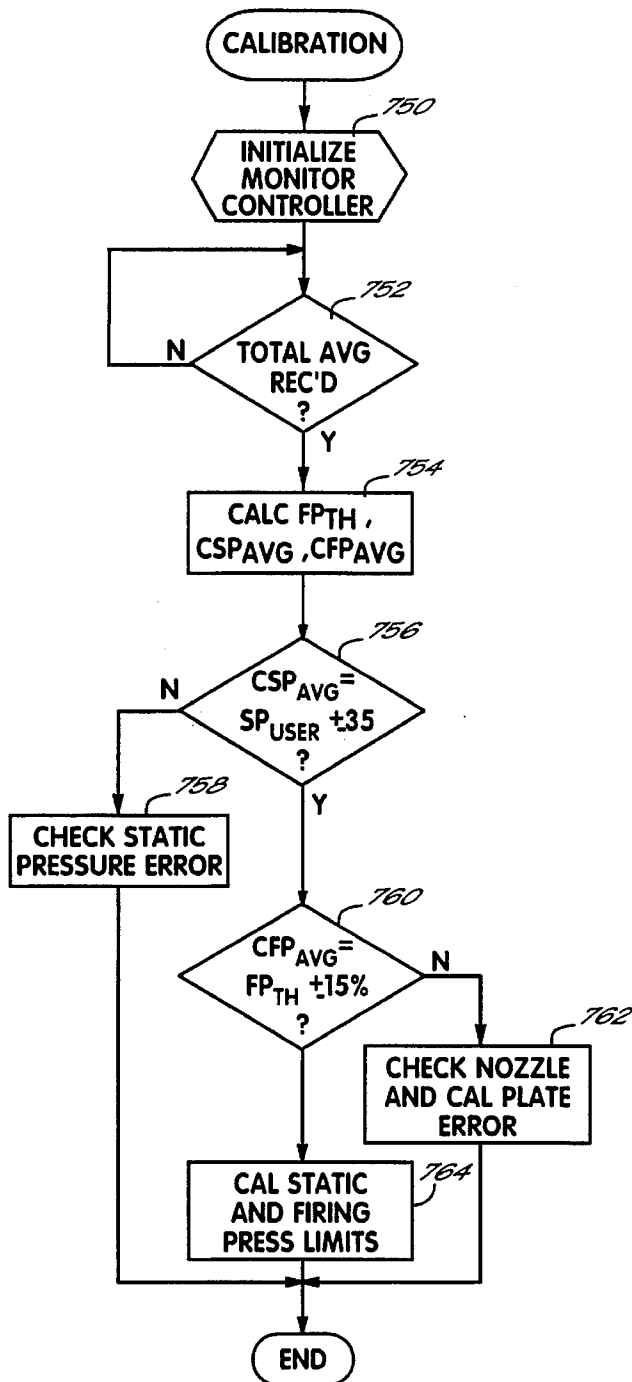 CALIBRATION
750
INITIALIZE
MONITOR
CONTROLLER
752
N
TOTAL AVG
REC'D
?
Y
754
CALC FPTH ,
CSPAVG ,CFPAVG
756
N
CSPAVG=
SPUSER ±35
?
Y
758
CHECK STATIC
PRESSURE ERROR
760
CFPAVG=
FPTH ±15%
?
N
762
CHECK NOZZLE
AND CAL PLATE
ERROR
764
CAL STATIC
AND FIRING
PRESS LIMITS
END